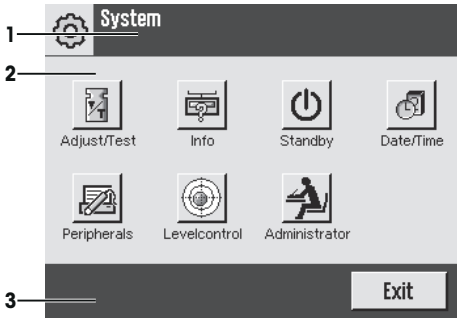 System
1
2
Adjust/Test Info Standby Date/Time
Peripherals Levelcontrol Administrator
3
Exit